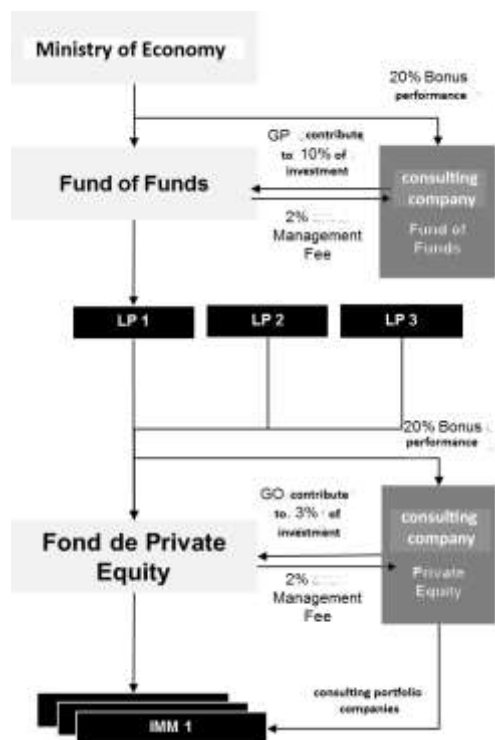 Ministry of Economy
20% Bonus
performance
GP contribute
to 10% of
investment
Fund of Funds
consulting
company
Fund of
Funds
2%
Management
Fee
LP 1
LP 2
LP 3
20% Bonus
performance
GO contribute
to. 3% of
investment
consulting
company
Fond de Private
Equity
Private
Equity
2%
Management
Fee
consulting portfolio
companies
IMM 1